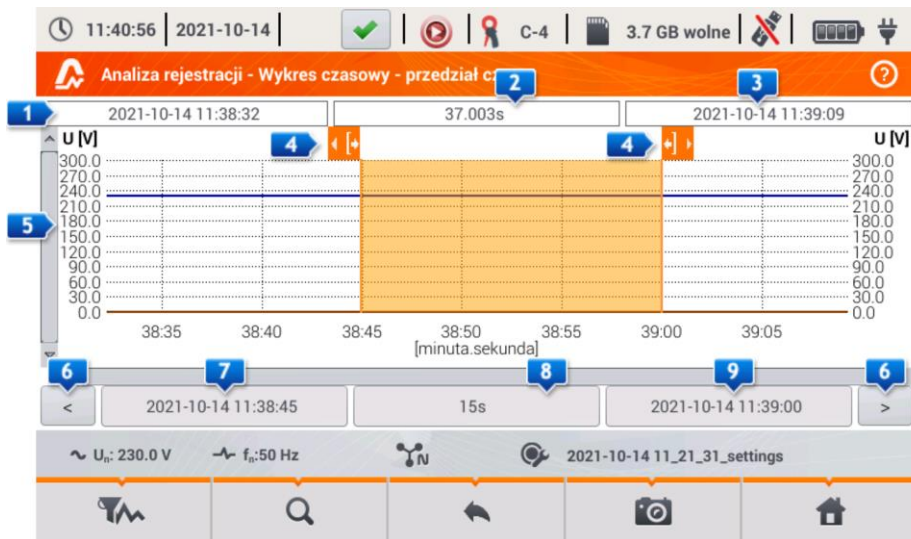 11:40:56 2021-10-14 C-4 3.7 GB wolne
Analiza rejestracji - Wykres czasowy - przedział cz
2
3
1
2021-10-14 11:38:32 37.003s 2021-10-14 11:39:09
U [V] 4 4 U [V]
300.0 300.0
270.0 270.0
240.0 240.0
210.0 210.0
5 180.0 180.0
150.0 150.0
120.0 120.0
90.0 90.0
60.0 60.0
30.0 30.0
0.0 0.0
38:35 38:40 38:45 38:50 38:55 39:00 39:05
[minuta.sekunda]
6 7 8 9 6
< 2021-10-14 11:38:45 15s 2021-10-14 11:39:00 >
Un: 230.0 V fn:50 Hz N 2021-10-14 11_21_31_settings